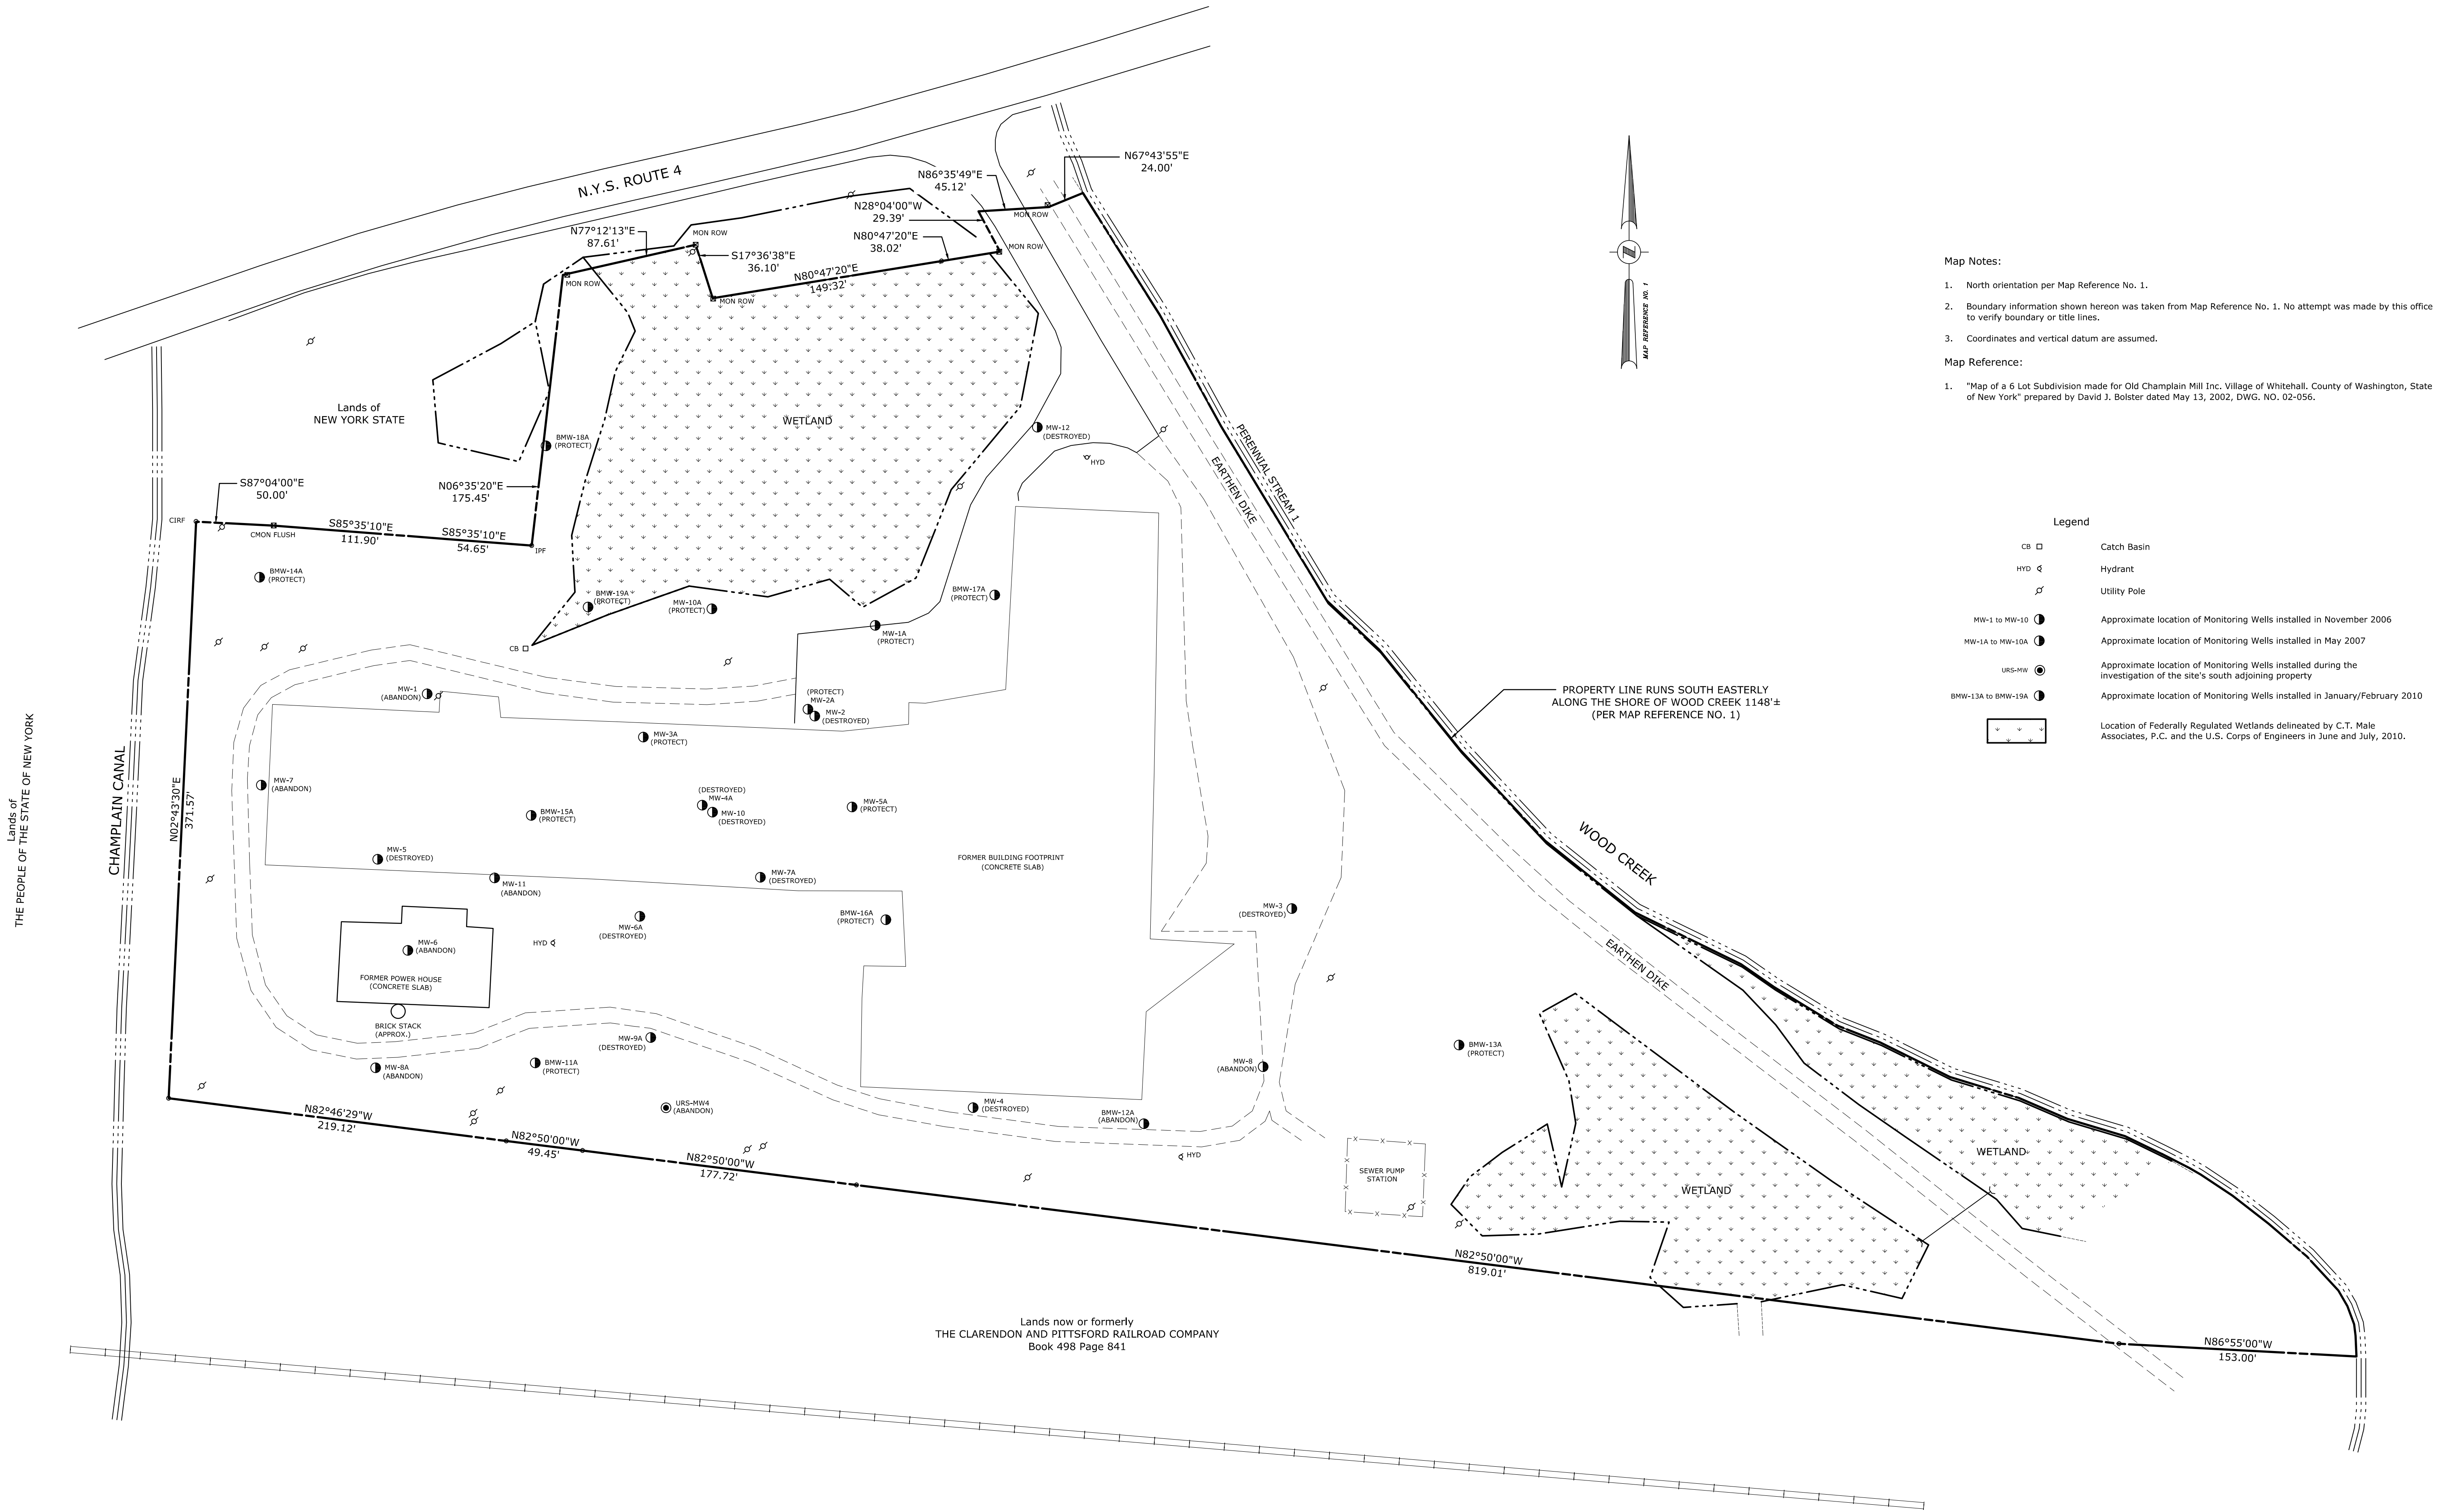 N.Y.S. ROUTE 4
N67°43'55"E
24.00'
N86°35'49"E
45.12'
MON ROW
N28°04'00"W
29.39'
N80°47'20"E
38.02'
MON ROW
N77°12'13"E
87.61'
MON ROW
S17°36'38"E
36.10'
N80°47'20"E
149.32'
MON ROW
MON ROW
MAP REFERENCE NO. 1
Map Notes:
1. North orientation per Map Reference No. 1.
2. Boundary information shown hereon was taken from Map Reference No. 1. No attempt was made by this office
to verify boundary or title lines.
3. Coordinates and vertical datum are assumed.
Map Reference:
1. "Map of a 6 Lot Subdivision made for Old Champlain Mill Inc. Village of Whitehall. County of Washington, State
of New York" prepared by David J. Bolster dated May 13, 2002, DWG. NO. 02-056.
Legend
CB
Catch Basin
HYD
Hydrant
Utility Pole
MW-1 to MW-10
Approximate location of Monitoring Wells installed in November 2006
MW-1A to MW-10A
Approximate location of Monitoring Wells installed in May 2007
URS-MW
Approximate location of Monitoring Wells installed during the
investigation of the site's south adjoining property
BMW-13A to BMW-19A
Approximate location of Monitoring Wells installed in January/February 2010
Location of Federally Regulated Wetlands delineated by C.T. Male
Associates, P.C. and the U.S. Corps of Engineers in June and July, 2010.
Lands of
NEW YORK STATE
WETLAND
BMW-18A
(PROTECT)
MW-12
(DESTROYED)
HYD
PERENNIAL STREAM 1
EARTHEN DIKE
S87°04'00"E
50.00'
N06°35'20"E
175.45'
CIRF
CMON FLUSH
S85°35'10"E
111.90'
S85°35'10"E
54.65'
IPF
BMW-14A
(PROTECT)
BMW-19A
(PROTECT)
MW-10A
(PROTECT)
BMW-17A
(PROTECT)
MW-1A
(PROTECT)
CB
MW-1
(ABANDON)
(PROTECT)
MW-2A
MW-2
(DESTROYED)
MW-3A
(PROTECT)
PROPERTY LINE RUNS SOUTH EASTERLY
ALONG THE SHORE OF WOOD CREEK 1148'±
(PER MAP REFERENCE NO. 1)
Lands of
THE PEOPLE OF THE STATE OF NEW YORK
CHAMPLAIN CANAL
N02°43'30"E
371.57'
MW-7
(ABANDON)
BMW-15A
(PROTECT)
(DESTROYED)
MW-4A
MW-10
(DESTROYED)
MW-5A
(PROTECT)
MW-5
(DESTROYED)
MW-11
(ABANDON)
MW-7A
(DESTROYED)
FORMER BUILDING FOOTPRINT
(CONCRETE SLAB)
WOOD CREEK
MW-6
(ABANDON)
HYD
MW-6A
(DESTROYED)
BMW-16A
(PROTECT)
MW-3
(DESTROYED)
EARTHEN DIKE
FORMER POWER HOUSE
(CONCRETE SLAB)
BRICK STACK
(APPROX.)
MW-9A
(DESTROYED)
MW-8A
(ABANDON)
BMW-11A
(PROTECT)
MW-8
(ABANDON)
BMW-13A
(PROTECT)
URS-MW4
(ABANDON)
MW-4
(DESTROYED)
BMW-12A
(ABANDON)
HYD
SEWER PUMP
STATION
WETLAND
WETLAND
N82°46'29"W
219.12'
N82°50'00"W
49.45'
N82°50'00"W
177.72'
N82°50'00"W
819.01'
N86°55'00"W
153.00'
Lands now or formerly
THE CLARENDON AND PITTSFORD RAILROAD COMPANY
Book 498 Page 841